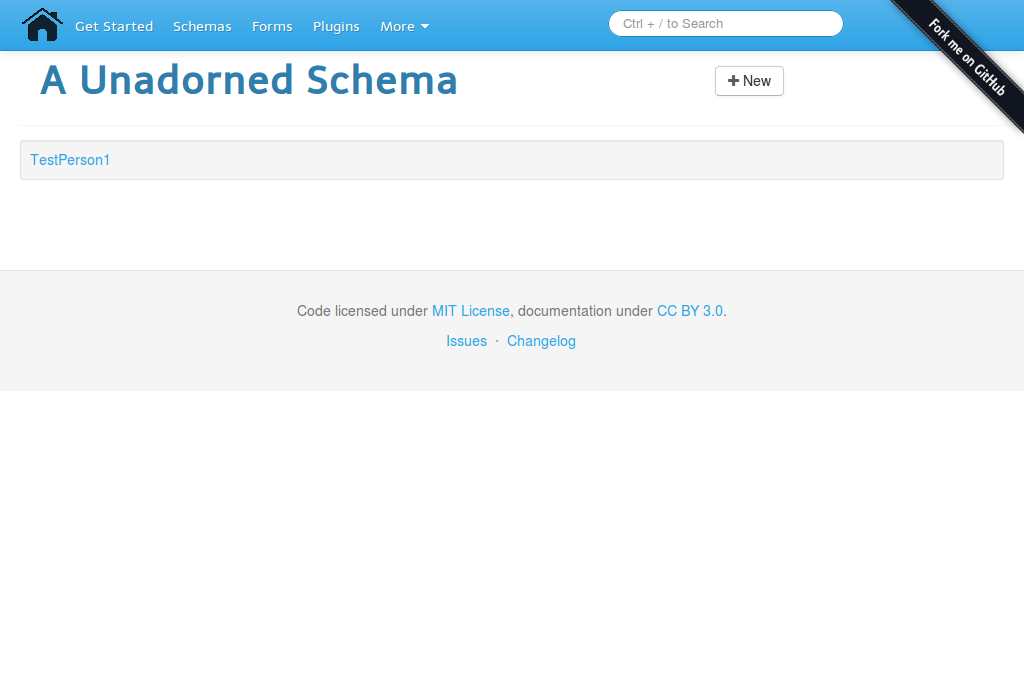 Get Started Schemas Forms Plugins More
Ctrl + / to Search
Fork me on GitHub
A Unadorned Schema
New
TestPerson1
Code licensed under MIT License, documentation under CC BY 3.0.
Issues · Changelog